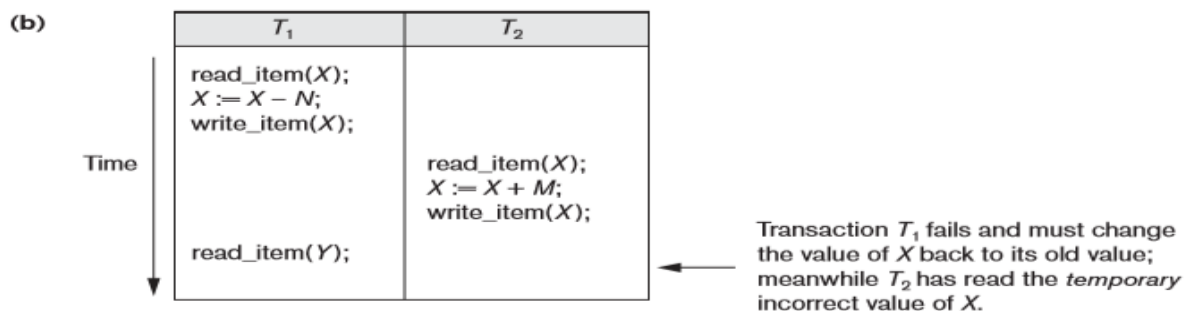 (b)
T₁ T₂
read_item(X);
X := X – N;
write_item(X);
Time
read_item(X);
X := X + M;
write_item(X);
read_item(Y);
Transaction T₁ fails and must change
the value of X back to its old value;
meanwhile T₂ has read the temporary
incorrect value of X.